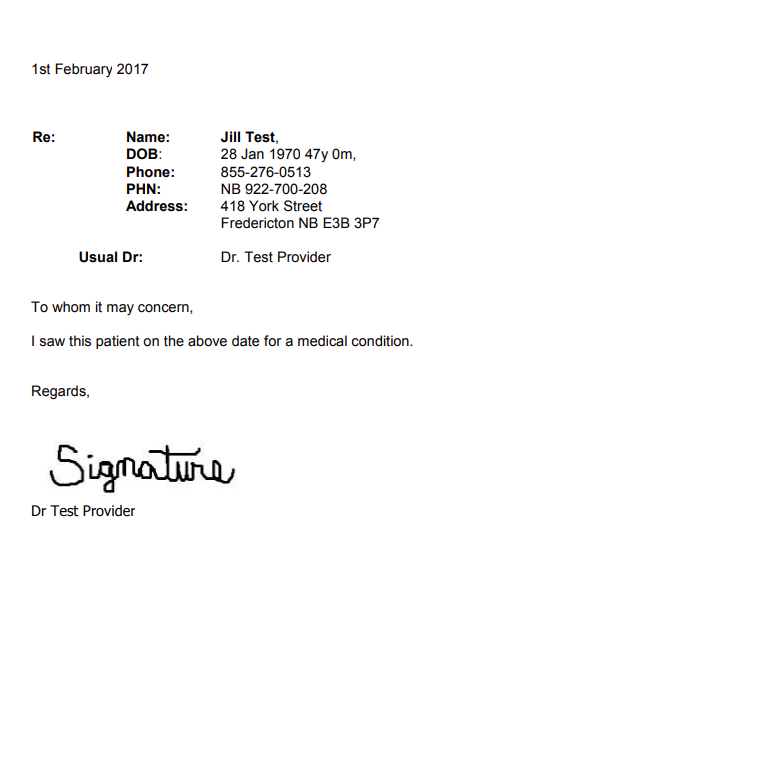 1st February 2017
Re: Name: Jill Test,
DOB: 28 Jan 1970 47y 0m,
Phone: 855-276-0513
PHN: NB 922-700-208
Address: 418 York Street
Fredericton NB E3B 3P7
Usual Dr: Dr. Test Provider
To whom it may concern,
I saw this patient on the above date for a medical condition.
Regards,
Signature
Dr Test Provider